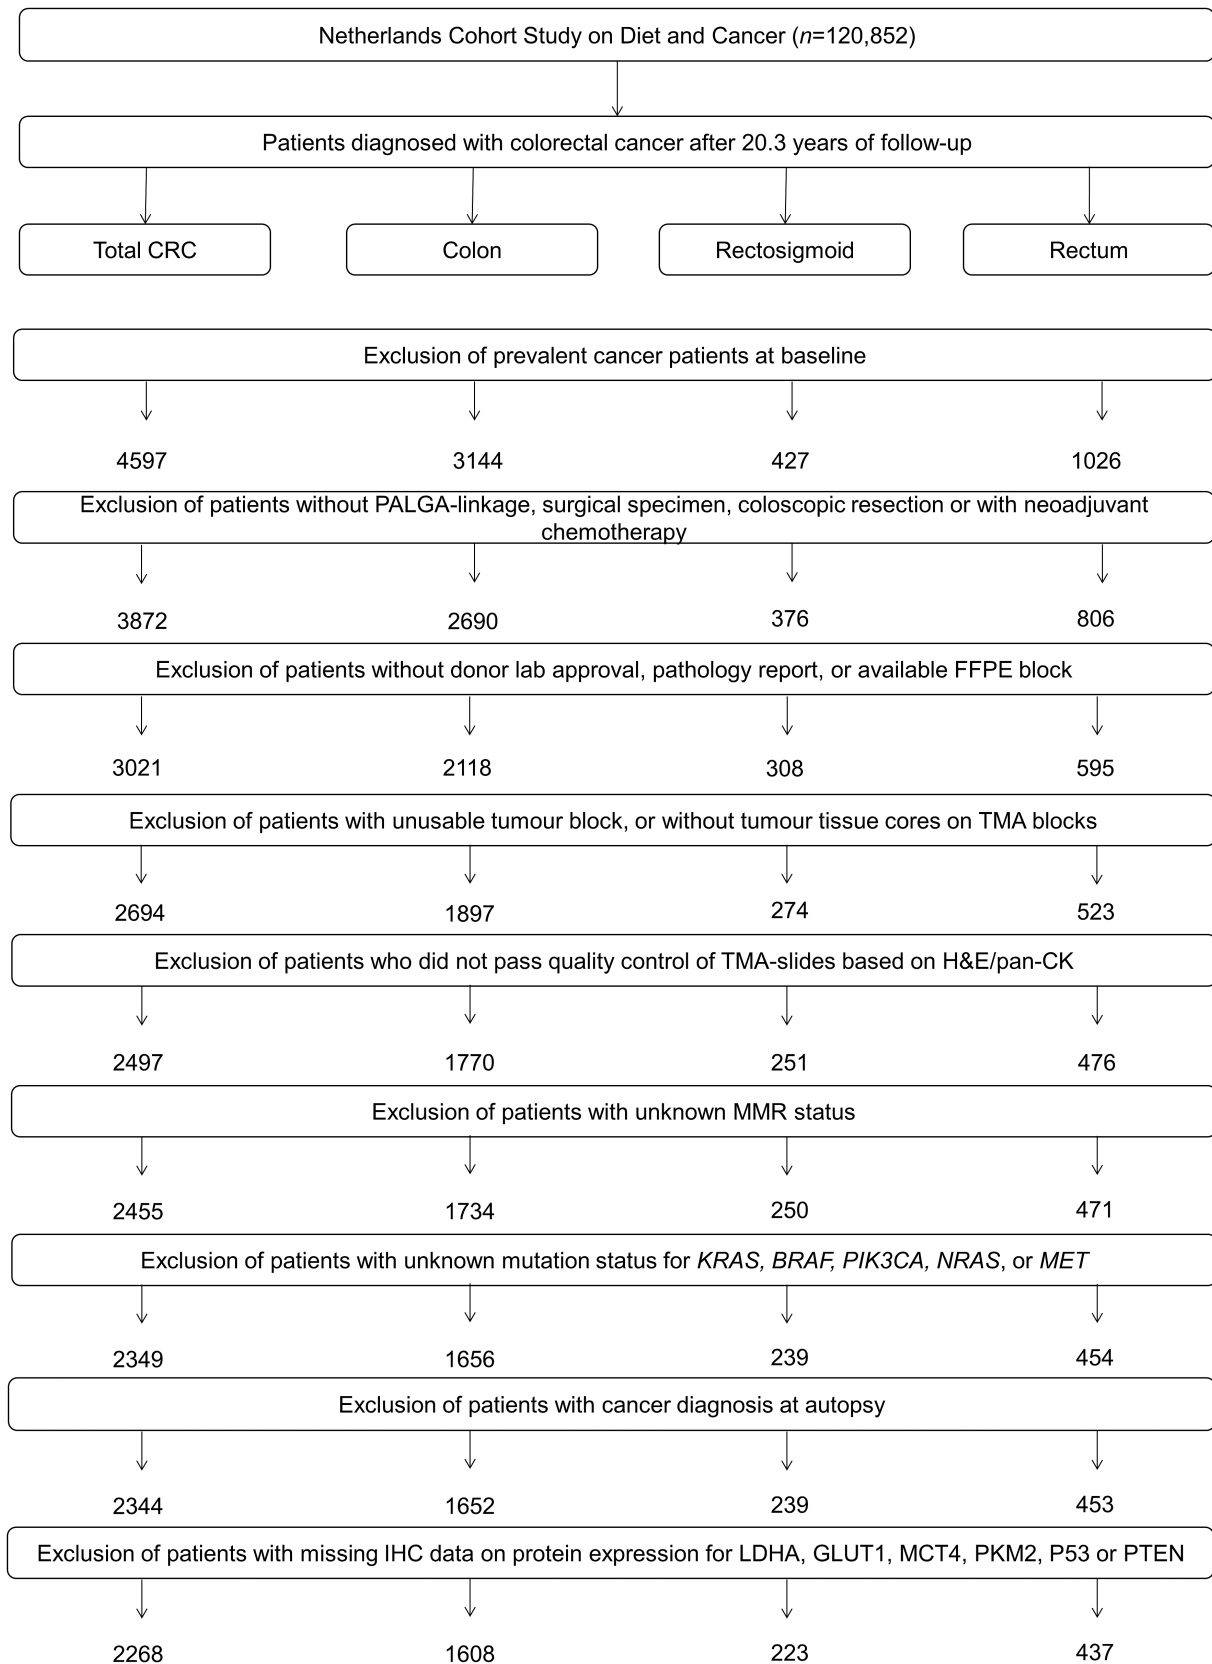 Netherlands Cohort Study on Diet and Cancer (n=120,852)
Patients diagnosed with colorectal cancer after 20.3 years of follow-up
Total CRC
Colon
Rectosigmoid
Rectum
Exclusion of prevalent cancer patients at baseline
4597
3144
427
1026
Exclusion of patients without PALGA-linkage, surgical specimen, coloscopic resection or with neoadjuvant
chemotherapy
3872
2690
376
806
Exclusion of patients without donor lab approval, pathology report, or available FFPE block
3021
2118
308
595
Exclusion of patients with unusable tumour block, or without tumour tissue cores on TMA blocks
2694
1897
274
523
Exclusion of patients who did not pass quality control of TMA-slides based on H&E/pan-CK
2497
1770
251
476
Exclusion of patients with unknown MMR status
2455
1734
250
471
Exclusion of patients with unknown mutation status for KRAS, BRAF, PIK3CA, NRAS, or MET
2349
1656
239
454
Exclusion of patients with cancer diagnosis at autopsy
2344
1652
239
453
Exclusion of patients with missing IHC data on protein expression for LDHA, GLUT1, MCT4, PKM2, P53 or PTEN
2268
1608
223
437